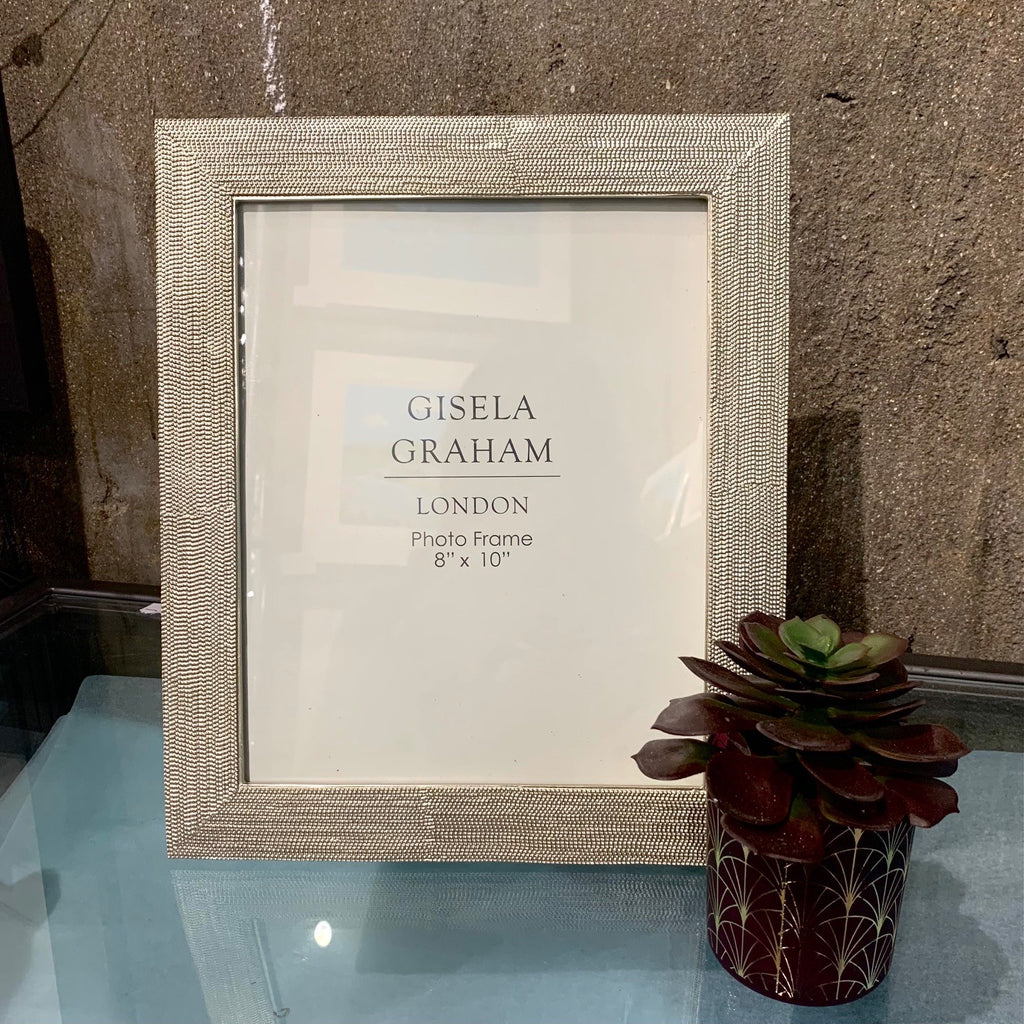 GISELA
GRAHAM
LONDON
Photo Frame
8” x 10”